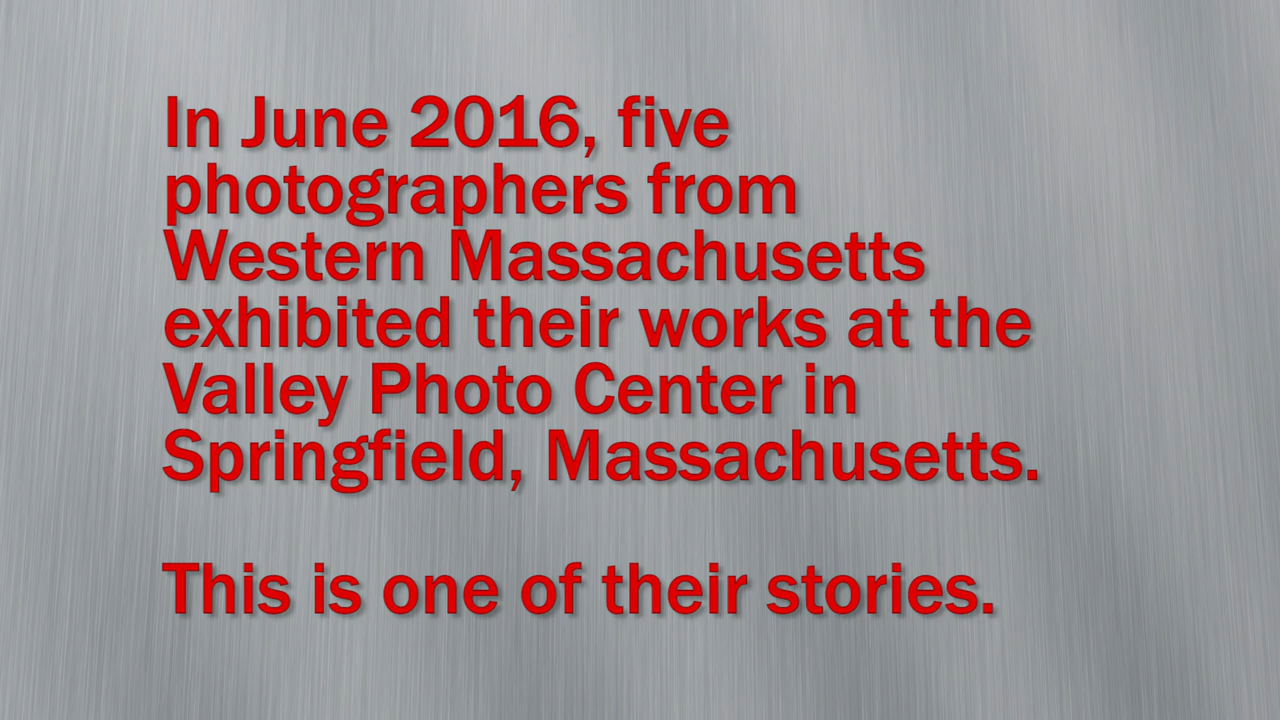 In June 2016, five
photographers from
Western Massachusetts
exhibited their works at the
Valley Photo Center in
Springfield, Massachusetts.
This is one of their stories.